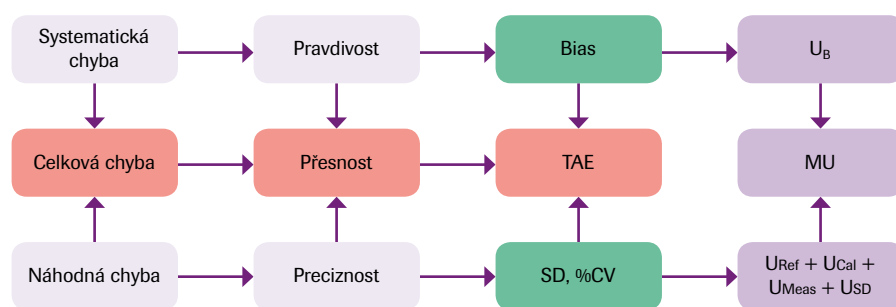 Systematická
chyba
Pravdivost
Bias
UB
Celková chyba
Přesnost
TAE
MU
Náhodná chyba
Preciznost
SD, %CV
URef + UCal +
UMeas + USD